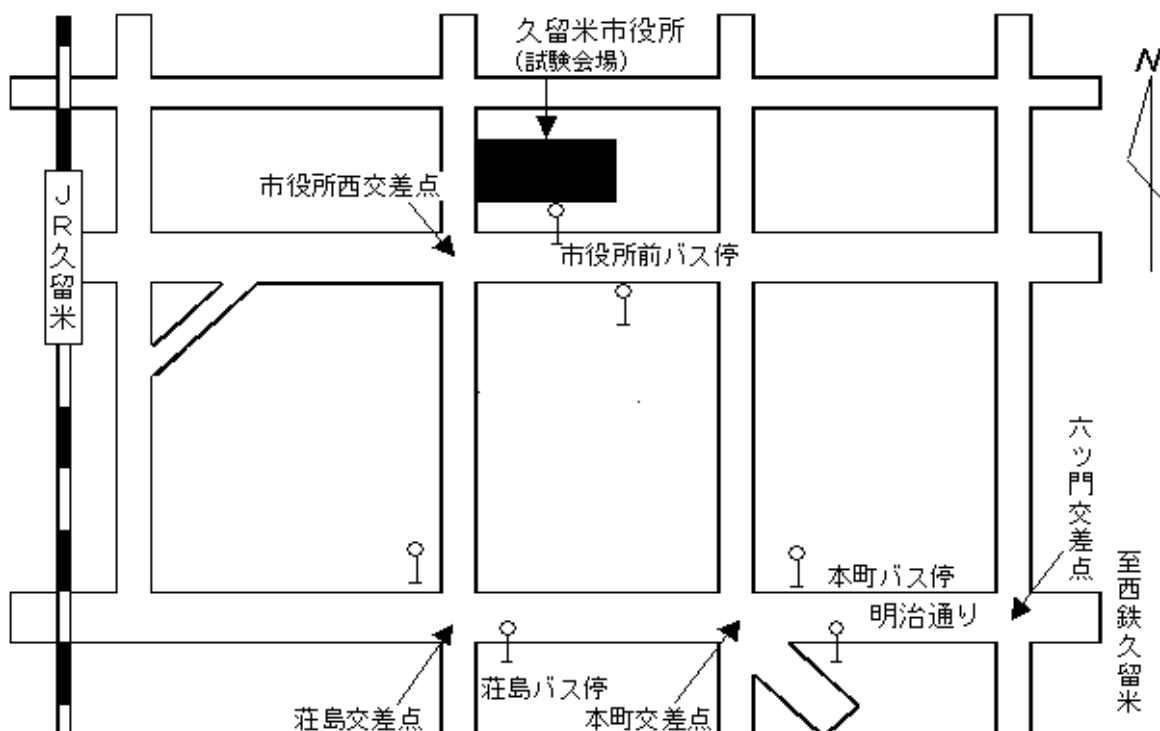 久留米市役所
(試験会場)
N
市役所西交差点
JR久留米
市役所前バス停
六ツ門交差点
本町バス停
至西鉄久留米
明治通り
荘島バス停
荘島交差点
本町交差点